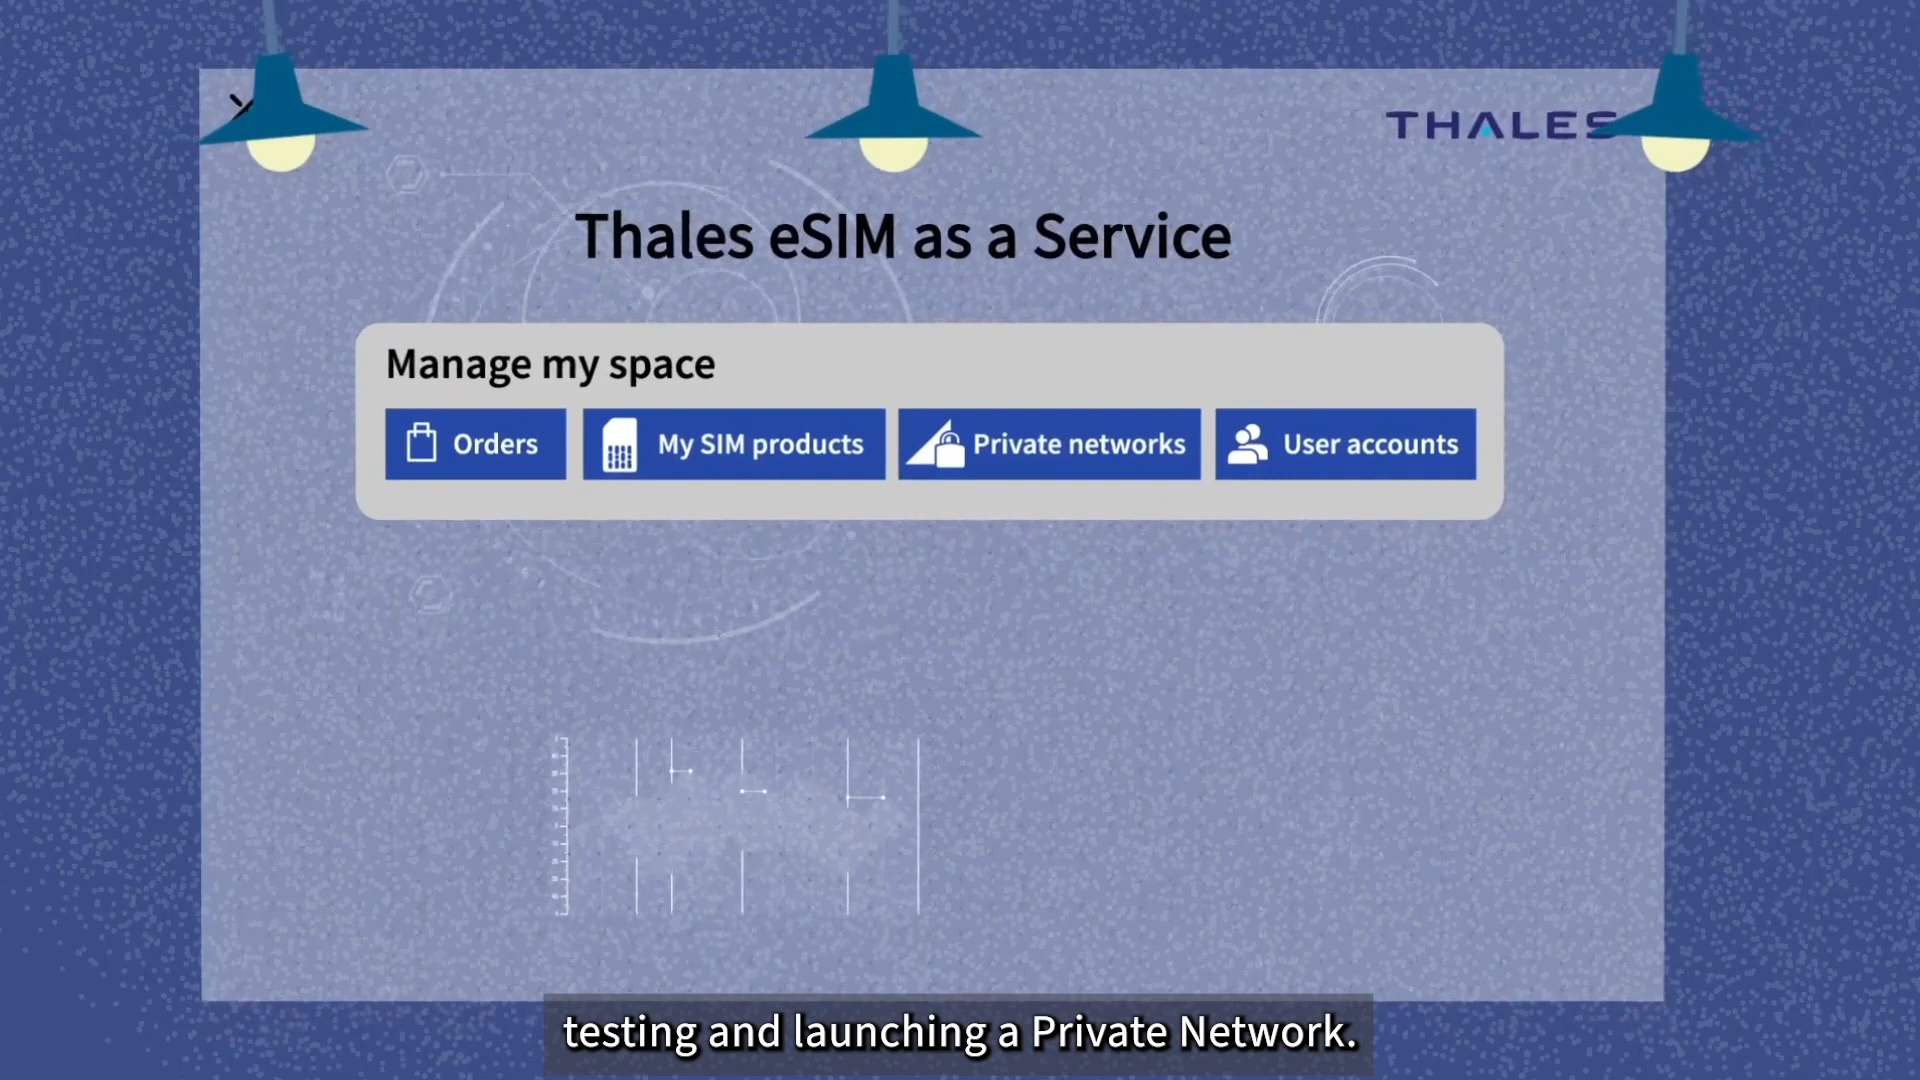 THALES
Thales eSIM as a Service
Manage my space
Orders
My SIM products
Private networks
User accounts
testing and launching a Private Network.